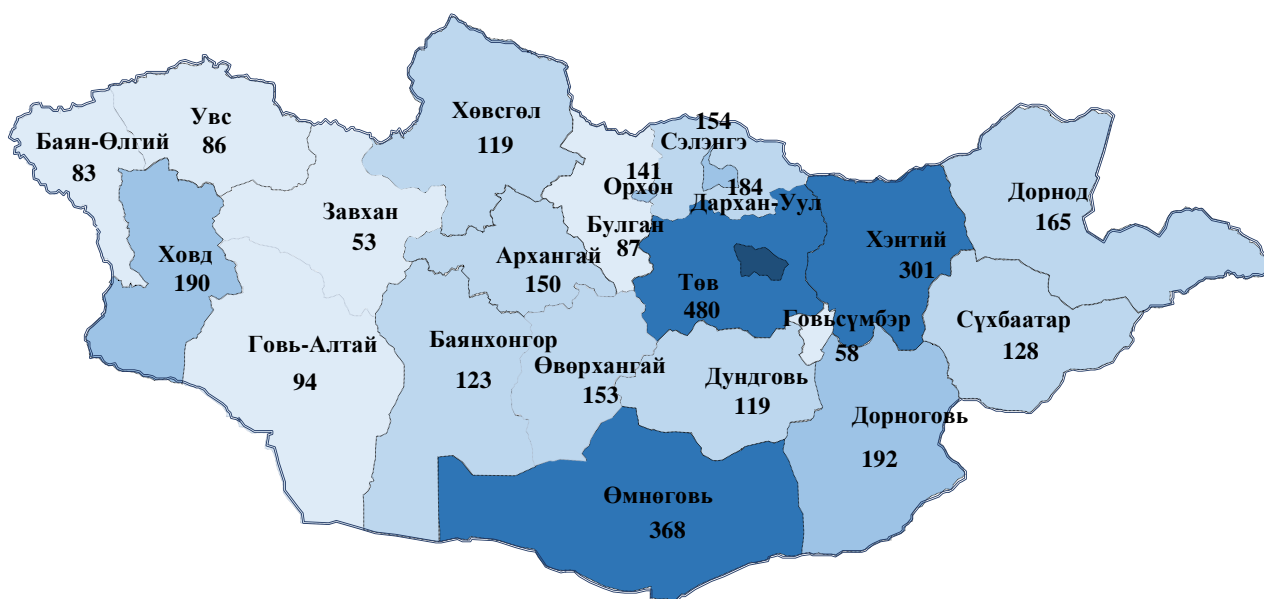 Увс
86
Баян-Өлгий
83
Ховд
190
Завхан
53
Говь-Алтай
94
Хөвсгөл
119
Архангай
150
Баянхонгор
123
Өвөрхангай
153
Булган
87
141
Орхон
154
Сэлэнгэ
184
Дархан-Уул
Төв
480
Говьсүмбэр
58
Дундговь
119
Өмнөговь
368
Дорноговь
192
Хэнтий
301
Дорнод
165
Сүхбаатар
128